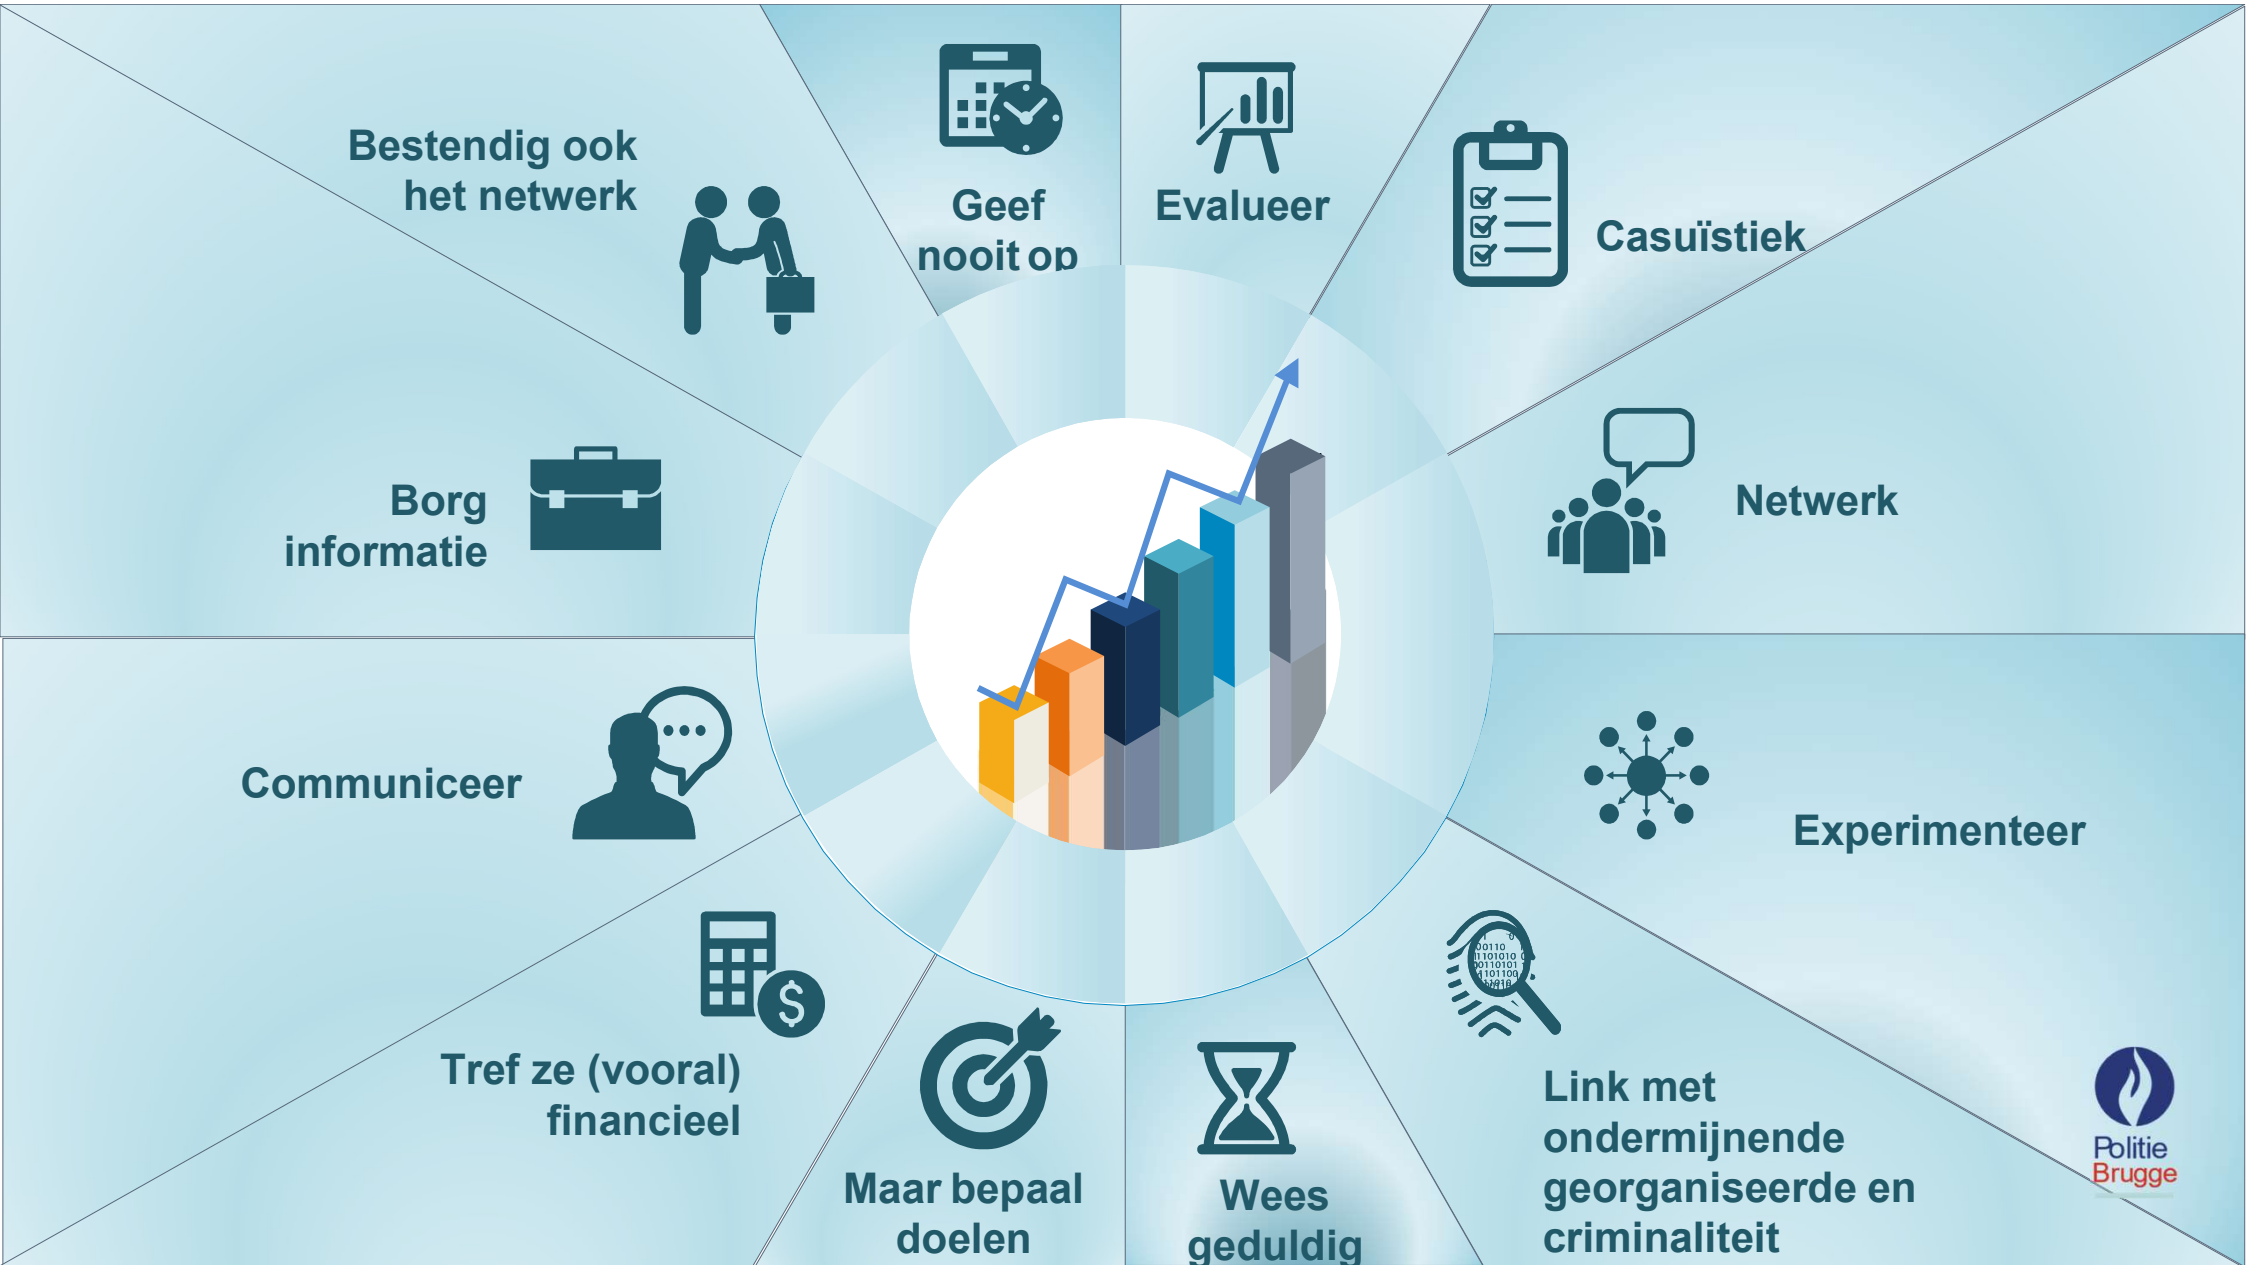 Bestendig ook
het netwerk
Geef
nooit op
Evalueer
Casuïstiek
Borg
informatie
Netwerk
Communiceer
Experimenteer
Tref ze (vooral)
financieel
Maar bepaal
doelen
Wees
geduldig
Link met
ondermijnende
georganiseerde en
criminaliteit
Politie
Brugge
$